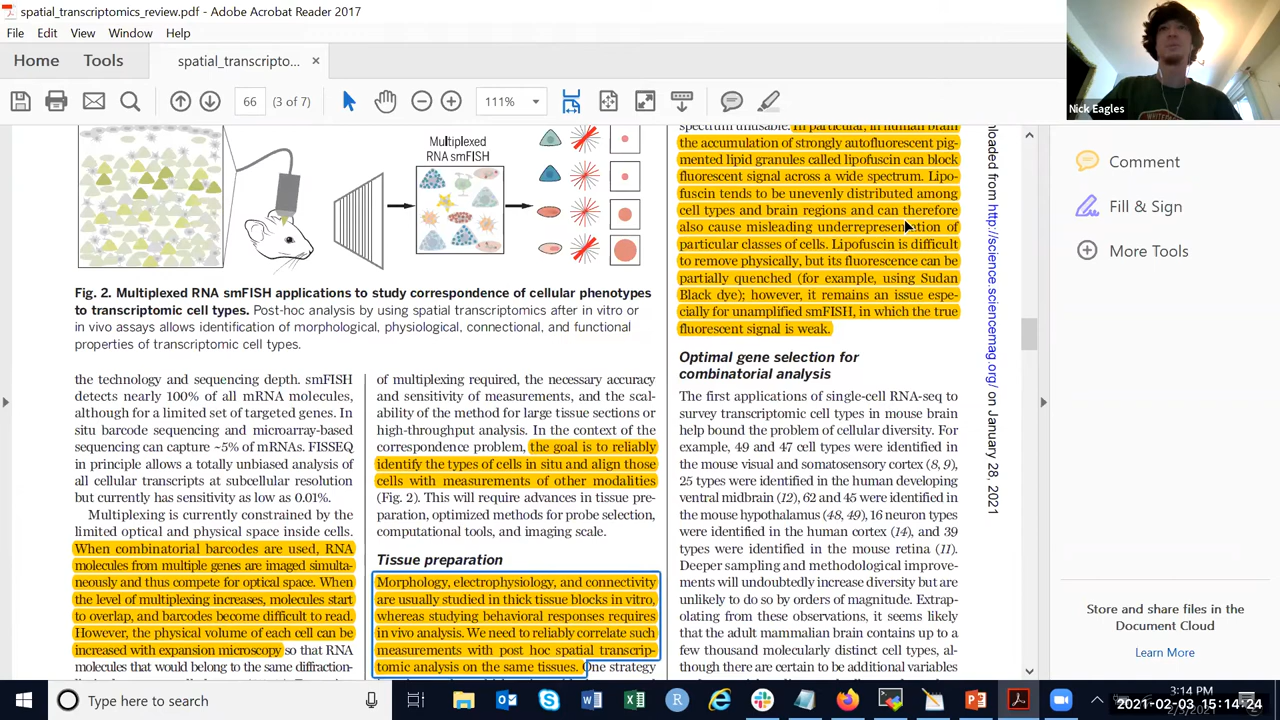 spatial_transcriptomics_review.pdf - Adobe Acrobat Reader 2017
File Edit View Window Help
Home Tools spatial_transcripto... ×
66 (3 of 7) 111%
Nick Eagles
Multiplexed
RNA smFISH
Fig. 2. Multiplexed RNA smFISH applications to study correspondence of cellular phenotypes
to transcriptomic cell types. Post-hoc analysis by using spatial transcriptomics after in vitro or
in vivo assays allows identification of morphological, physiological, connectional, and functional
properties of transcriptomic cell types.
the technology and sequencing depth. smFISH
detects nearly 100% of all mRNA molecules,
although for a limited set of targeted genes. In
situ barcode sequencing and microarray-based
sequencing can capture ~5% of mRNAs. FISSEQ
in principle allows a totally unbiased analysis of
all cellular transcripts at subcellular resolution
but currently has sensitivity as low as 0.01%.
Multiplexing is currently constrained by the
limited optical and physical space inside cells.
When combinatorial barcodes are used, RNA
molecules from multiple genes are imaged simulta-
neously and thus compete for optical space. When
the level of multiplexing increases, molecules start
to overlap, and barcodes become difficult to read.
However, the physical volume of each cell can be
increased with expansion microscopy so that RNA
molecules that would belong to the same diffraction-
of multiplexing required, the necessary accuracy
and sensitivity of measurements, and the scal-
ability of the method for large tissue sections or
high-throughput analysis. In the context of the
correspondence problem, the goal is to reliably
identify the types of cells in situ and align those
cells with measurements of other modalities
(Fig. 2). This will require advances in tissue pre-
paration, optimized methods for probe selection,
computational tools, and imaging scale.
Tissue preparation
Morphology, electrophysiology, and connectivity
are usually studied in thick tissue blocks in vitro,
whereas studying behavioral responses requires
in vivo analysis. We need to reliably correlate such
measurements with post hoc spatial transcrip-
tomic analysis on the same tissues. One strategy
spectrum unusable. In particular, in human brain
the accumulation of strongly autofluorescent pig-
mented lipid granules called lipofuscin can block
fluorescent signal across a wide spectrum. Lipo-
fuscin tends to be unevenly distributed among
cell types and brain regions and can therefore
also cause misleading underrepresentation of
particular classes of cells. Lipofuscin is difficult
to remove physically, but its fluorescence can be
partially quenched (for example, using Sudan
Black dye); however, it remains an issue espe-
cially for unamplified smFISH, in which the true
fluorescent signal is weak.
Optimal gene selection for
combinatorial analysis
The first applications of single-cell RNA-seq to
survey transcriptomic cell types in mouse brain
help bound the problem of cellular diversity. For
example, 49 and 47 cell types were identified in
the mouse visual and somatosensory cortex (8, 9),
25 types were identified in the human developing
ventral midbrain (12), 62 and 45 were identified in
the mouse hypothalamus (48, 49), 16 neuron types
were identified in the human cortex (14), and 39
types were identified in the mouse retina (11).
Deeper sampling and methodological improve-
ments will undoubtedly increase diversity but are
unlikely to do so by orders of magnitude. Extrap-
olating from these observations, it seems likely
that the adult mammalian brain contains up to a
few thousand molecularly distinct cell types, al-
though there are certain to be additional variables
nloaded from http://science.sciencemag.org/ on January 28, 2021
Comment
Fill & Sign
More Tools
Store and share files in the
Document Cloud
Learn More
Type here to search
3:14 PM
2021-02-03 15:14:24